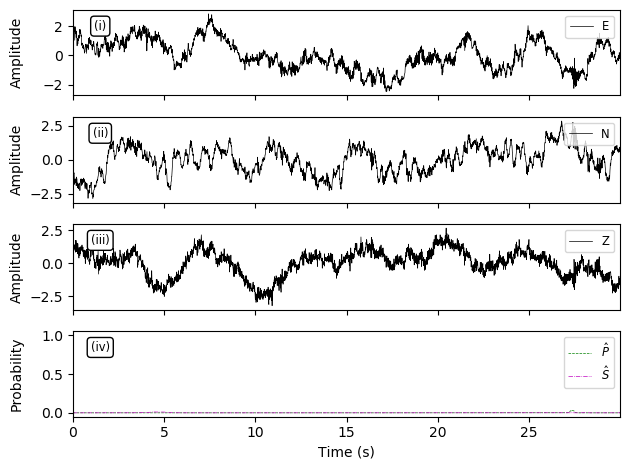 Amplitude
2
0
−2
(i)
E
Amplitude
2.5
0.0
−2.5
(ii)
N
Amplitude
2.5
0.0
−2.5
(iii)
Z
Probability
1.0
0.5
0.0
(iv)
P̂
Ŝ
0 5 10 15 20 25
Time (s)